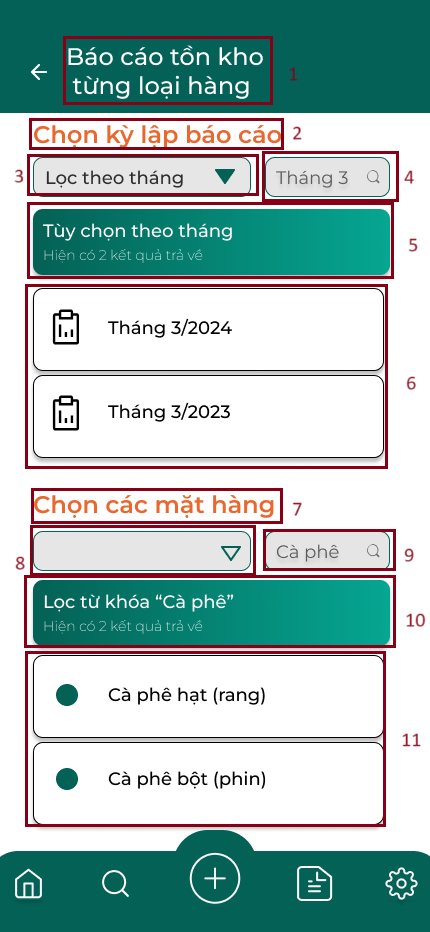 Báo cáo tồn kho
từng loại hàng
1
Chọn kỳ lập báo cáo
2
3
Lọc theo tháng
Tháng 3
4
Tùy chọn theo tháng
Hiện có 2 kết quả trả về
5
Tháng 3/2024
Tháng 3/2023
6
Chọn các mặt hàng
7
8
Cà phê
9
Lọc từ khóa “Cà phê”
Hiện có 2 kết quả trả về
10
Cà phê hạt (rang)
Cà phê bột (phin)
11